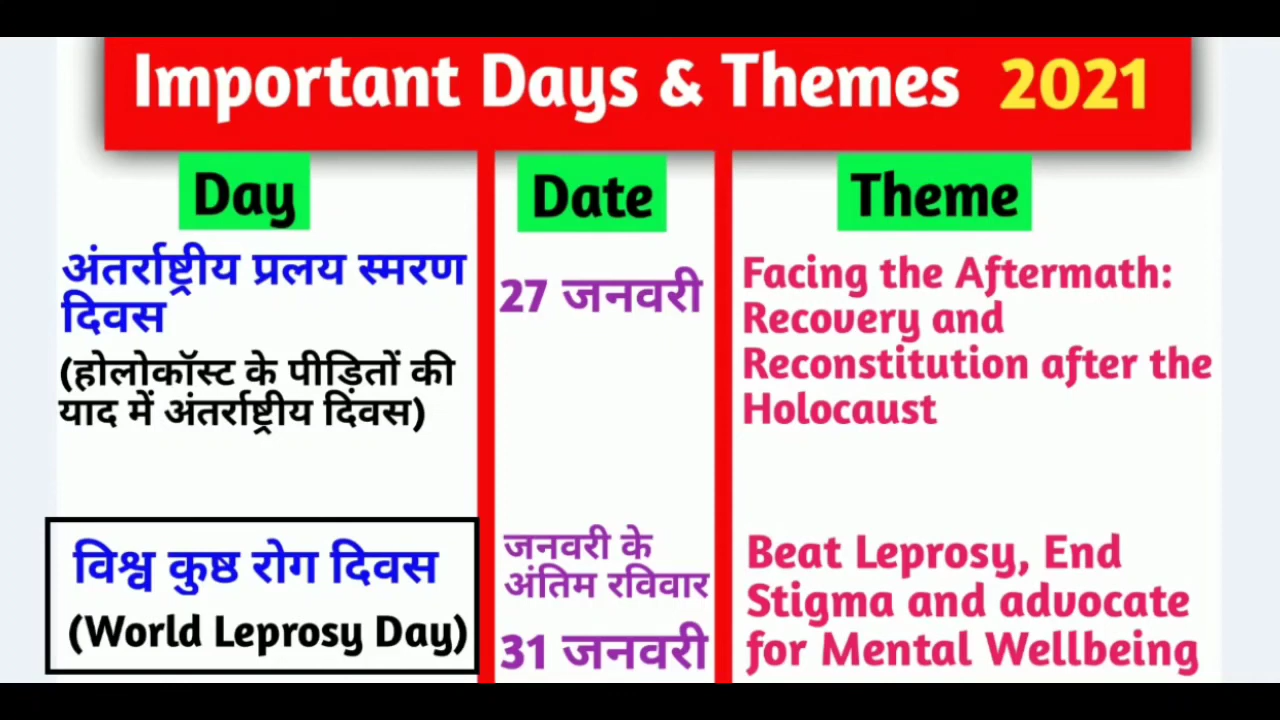 Important Days & Themes 2021
Day
Date
Theme
अंतर्राष्ट्रीय प्रलय स्मरण
दिवस
(होलोकॉस्ट के पीड़ितों की
याद में अंतर्राष्ट्रीय दिवस)
27 जनवरी
Facing the Aftermath:
Recovery and
Reconstitution after the
Holocaust
विश्व कुष्ठ रोग दिवस
(World Leprosy Day)
जनवरी के
अंतिम रविवार
31 जनवरी
Beat Leprosy, End
Stigma and advocate
for Mental Wellbeing